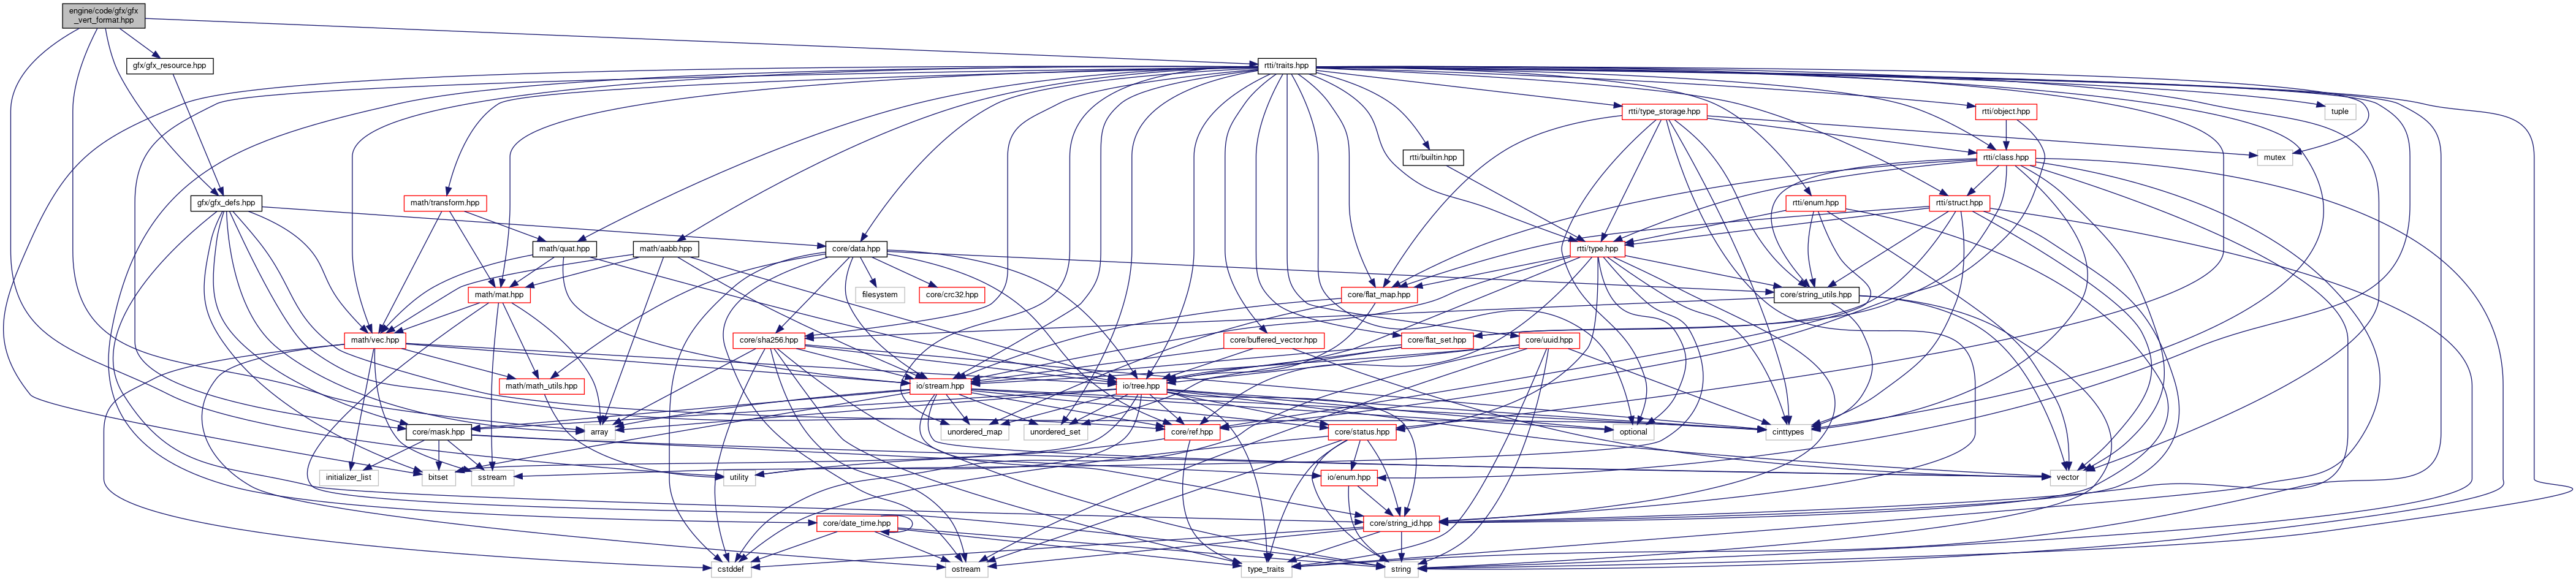 engine/code/gfx/gfx
_vert_format.hpp
gfx/gfx_resource.hpp
rtti/traits.hpp
rtti/type_storage.hpp
rtti/object.hpp
tuple
rtti/builtin.hpp
rtti/class.hpp
mutex
gfx/gfx_defs.hpp
math/transform.hpp
rtti/enum.hpp
rtti/struct.hpp
math/quat.hpp
math/aabb.hpp
core/data.hpp
rtti/type.hpp
math/mat.hpp
filesystem
core/crc32.hpp
core/flat_map.hpp
core/string_utils.hpp
math/vec.hpp
core/sha256.hpp
core/buffered_vector.hpp
core/flat_set.hpp
core/uuid.hpp
math/math_utils.hpp
io/stream.hpp
io/tree.hpp
core/mask.hpp
array
unordered_map
unordered_set
core/ref.hpp
core/status.hpp
optional
cinttypes
initializer_list
bitset
sstream
utility
io/enum.hpp
vector
core/date_time.hpp
core/string_id.hpp
cstddef
ostream
type_traits
string